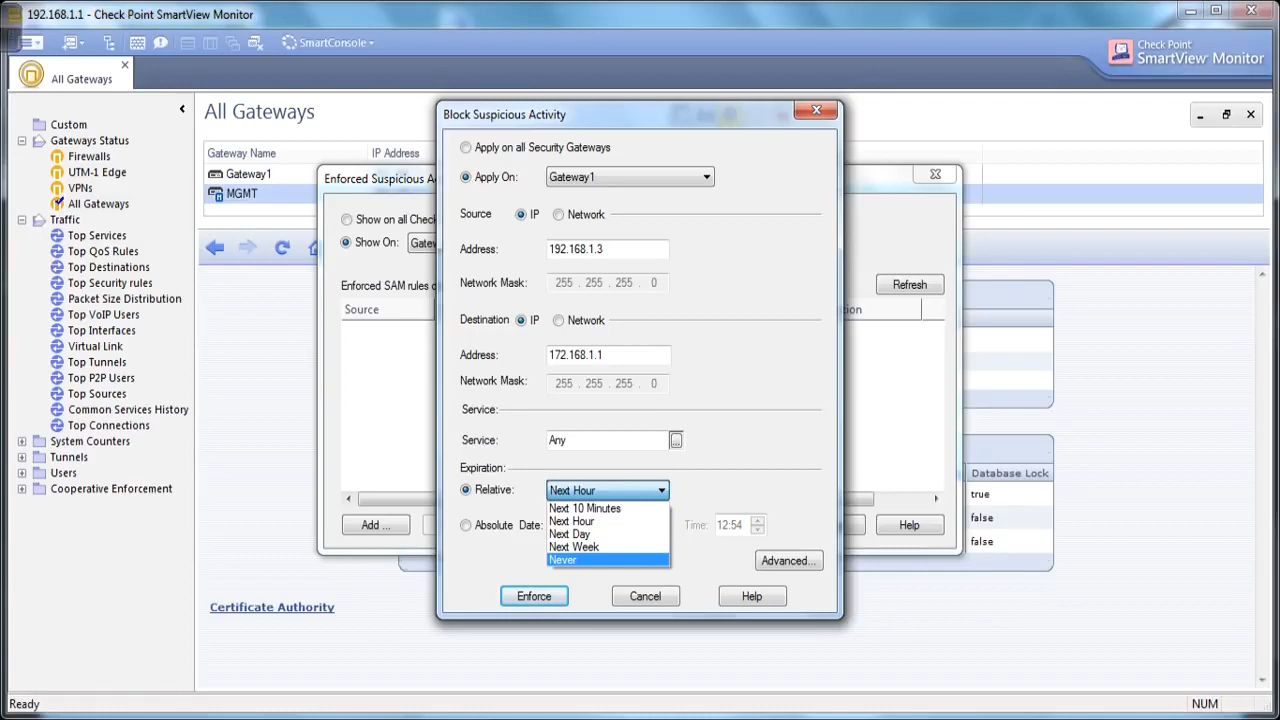 192.168.1.1 - Check Point SmartView Monitor
SmartConsole
Check Point
SmartView Monitor
All Gateways
Custom
Gateways Status
Firewalls
UTM-1 Edge
VPNs
All Gateways
Traffic
Top Services
Top QoS Rules
Top Destinations
Top Security rules
Packet Size Distribution
Top VoIP Users
Top Interfaces
Virtual Link
Top Tunnels
Top P2P Users
Top Sources
Common Services History
Top Connections
System Counters
Tunnels
Users
Cooperative Enforcement
All Gateways
Gateway Name IP Address
Gateway1
MGMT
Enforced Suspicious A
Show on all Check
Show On: Gatew
Enforced SAM rules
Refresh
Source
Add ...
Help
Database Lock
true
false
false
Certificate Authority
Block Suspicious Activity
Apply on all Security Gateways
Apply On: Gateway1
Source IP Network
Address: 192.168.1.3
Network Mask: 255 . 255 . 255 . 0
Destination IP Network
Address: 172.168.1.1
Network Mask: 255 . 255 . 255 . 0
Service:
Service: Any ...
Expiration:
Relative: Next Hour
Next 10 Minutes
Next Hour
Next Day
Next Week
Never
Absolute Date: Time: 12:54
Advanced...
Enforce Cancel Help
Ready NUM